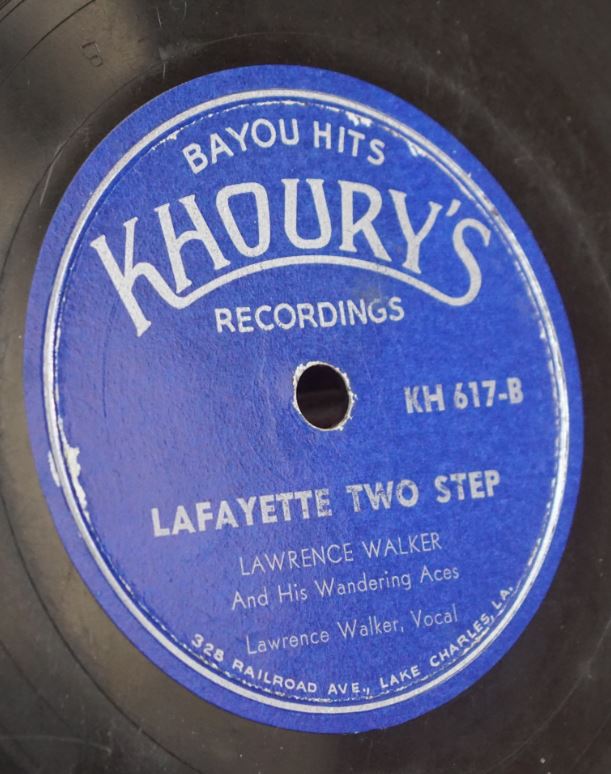 BAYOU HITS
KHOURY'S
RECORDINGS
KH 617-B
LAFAYETTE TWO STEP
LAWRENCE WALKER
And His Wandering Aces
Lawrence Walker, Vocal
328 RAILROAD AVE., LAKE CHARLES, LA.